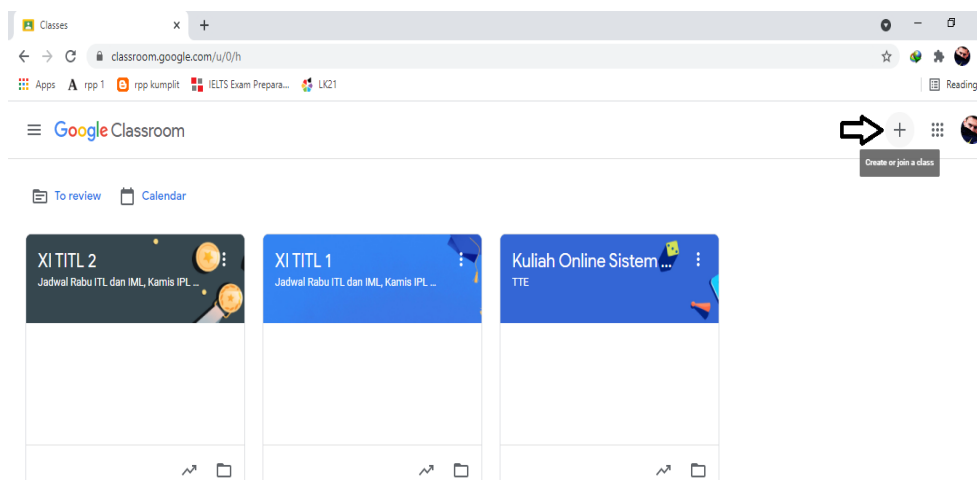 Classes
classroom.google.com/u/0/h
Apps A rpp 1 rpp kumplit IELTS Exam Prepara... LK21 Reading
Google Classroom
Create or join a class
To review Calendar
XI TITL 2
Jadwal Rabu ITL dan IML, Kamis IPL ...
XI TITL 1
Jadwal Rabu ITL dan IML, Kamis IPL ...
Kuliah Online Sistem ...
TTE